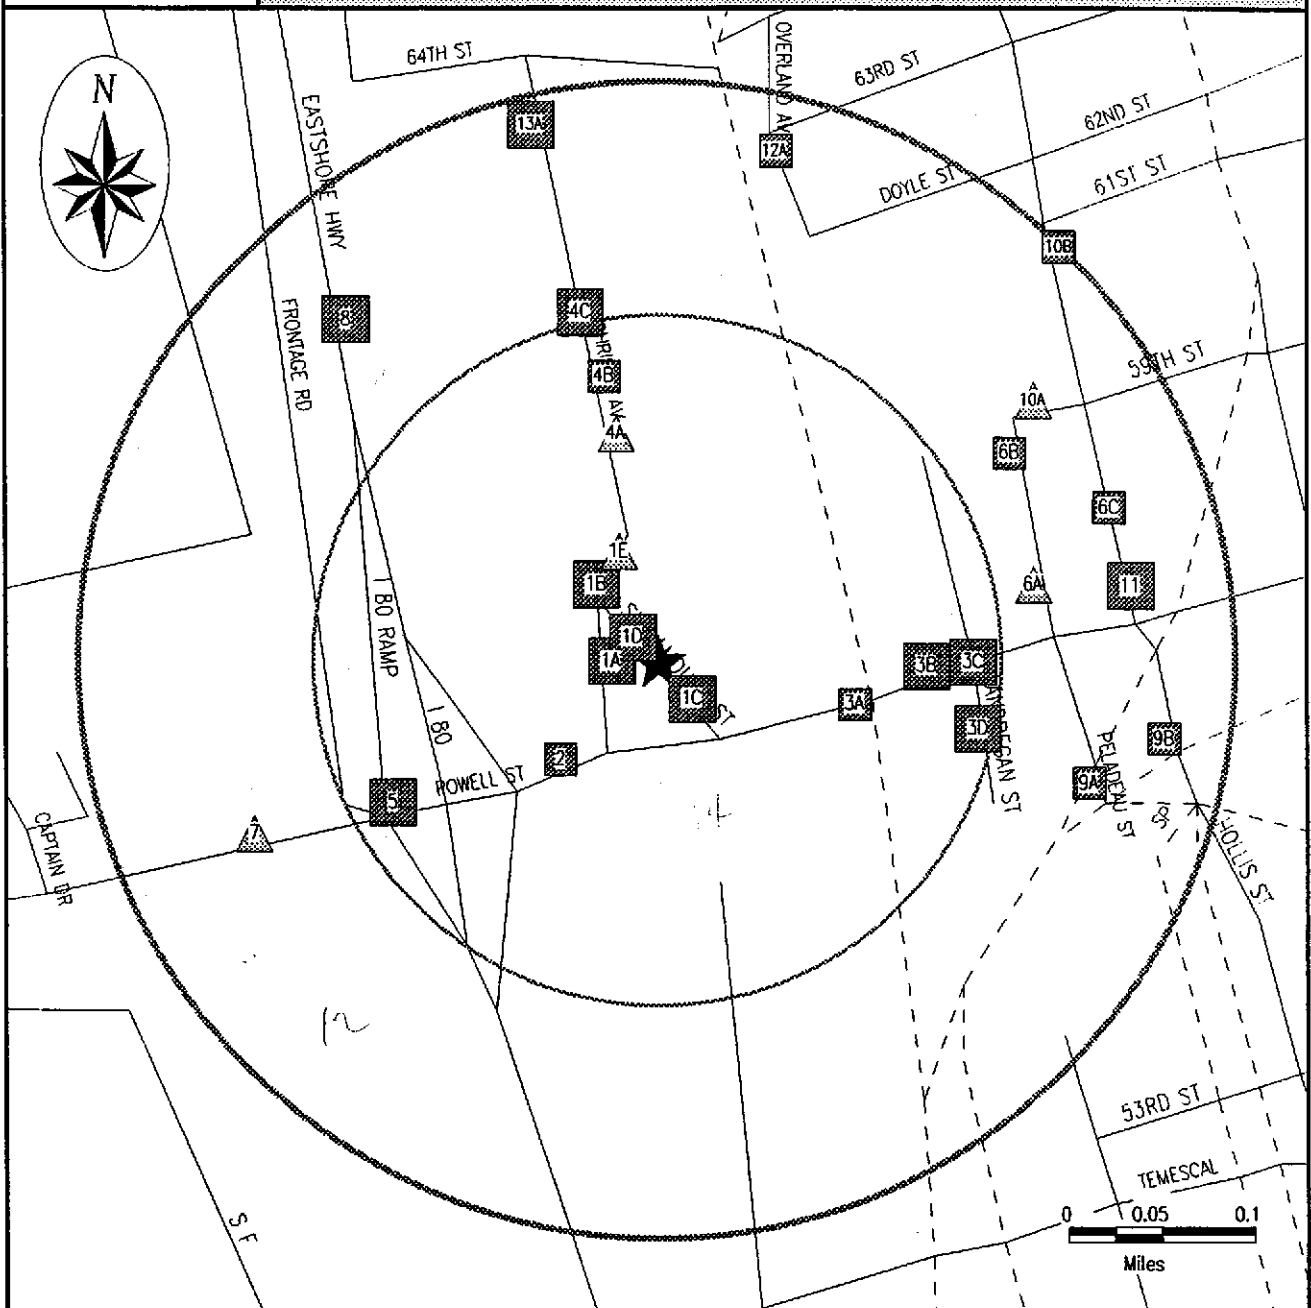 64TH ST
OVERLAND AV
63RD ST
N
EASTSHORE HWY
13A
62ND ST
12A
DOYLE ST
61ST ST
10B
FRONTAGE RD
8
4C
59TH ST
4B
AV
4A
10A
6B
6C
1E
1B
6A
11
I 80 RAMP
1D
1A
3B
3C
1C
ST
3A
I 80
3D
2
PELADEAU ST
9B
POWELL ST
9A
5
7
CAPTAIN DR
HOLLIS ST
12
53RD ST
TEMESCAL
S F
0 0.05 0.1
Miles